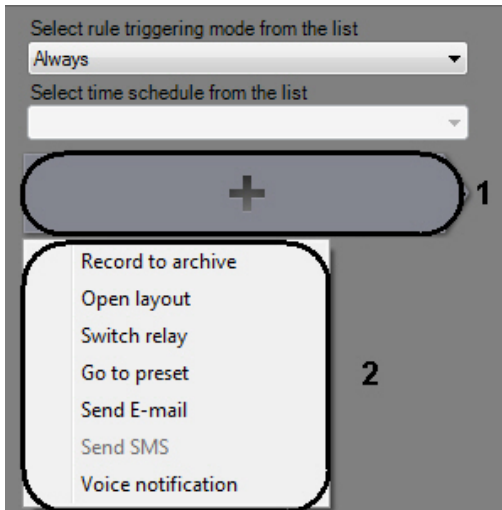 Select rule triggering mode from the list
Always
Select time schedule from the list
1
Record to archive
Open layout
Switch relay
Go to preset
2
Send E-mail
Send SMS
Voice notification